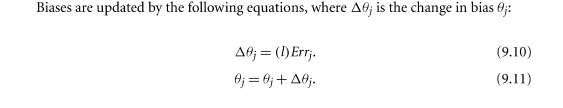 Biases are updated by the following equations, where Δθj is the change in bias θj:
Δθj = (l)Errj. (9.10)
θj = θj + Δθj. (9.11)